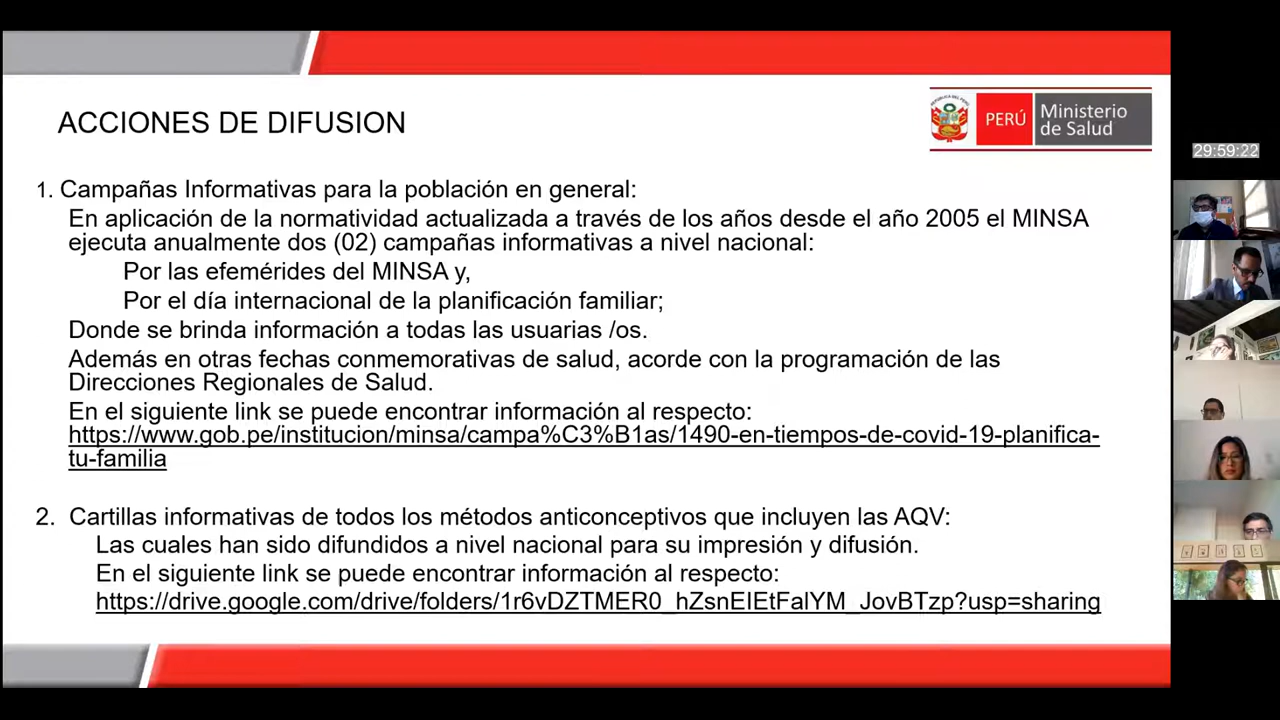 ACCIONES DE DIFUSION
PERÚ
Ministerio
de Salud
29:59:22
1. Campañas Informativas para la población en general:
En aplicación de la normatividad actualizada a través de los años desde el año 2005 el MINSA
ejecuta anualmente dos (02) campañas informativas a nivel nacional:
Por las efemérides del MINSA y,
Por el día internacional de la planificación familiar;
Donde se brinda información a todas las usuarias /os.
Además en otras fechas conmemorativas de salud, acorde con la programación de las
Direcciones Regionales de Salud.
En el siguiente link se puede encontrar información al respecto:
https://www.gob.pe/institucion/minsa/campa%C3%B1as/1490-en-tiempos-de-covid-19-planifica-
tu-familia
2. Cartillas informativas de todos los métodos anticonceptivos que incluyen las AQV:
Las cuales han sido difundidos a nivel nacional para su impresión y difusión.
En el siguiente link se puede encontrar información al respecto:
https://drive.google.com/drive/folders/1r6vDZTMER0_hZsnEIEtFalYM_JovBTzp?usp=sharing